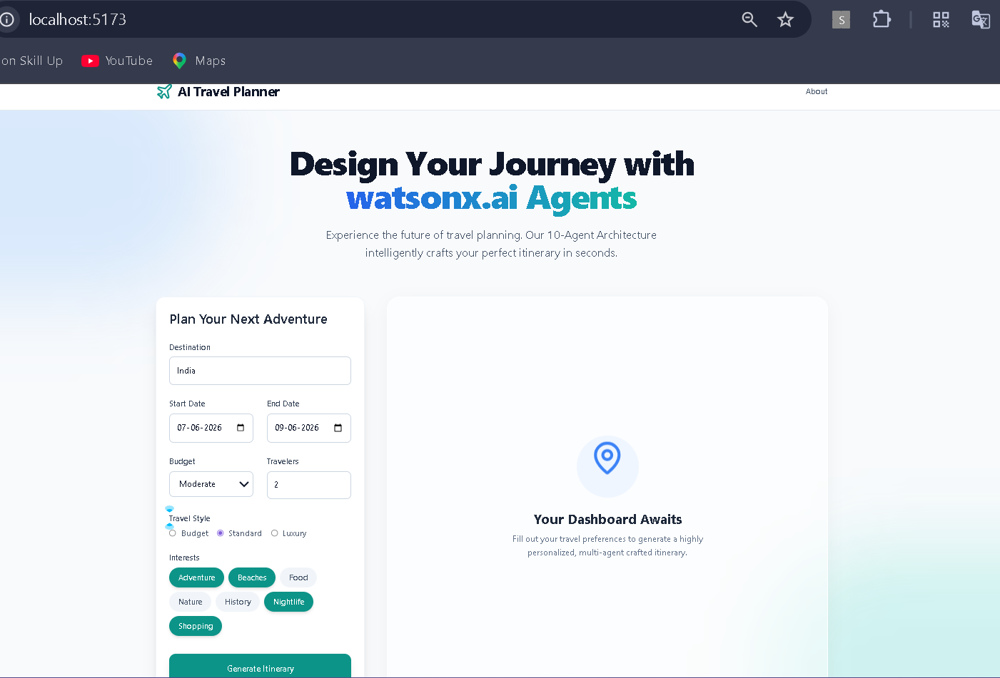 localhost:5173
S
on Skill Up YouTube Maps
AI Travel Planner About
Design Your Journey with
watsonx.ai Agents
Experience the future of travel planning. Our 10-Agent Architecture
intelligently crafts your perfect itinerary in seconds.
Plan Your Next Adventure
Destination
India
Start Date End Date
07-06-2026 09-06-2026
Budget Travelers
Moderate 2
Travel Style
Budget Standard Luxury
Interests
Adventure Beaches Food
Nature History Nightlife
Shopping
Generate Itinerary
Your Dashboard Awaits
Fill out your travel preferences to generate a highly
personalized, multi-agent crafted itinerary.